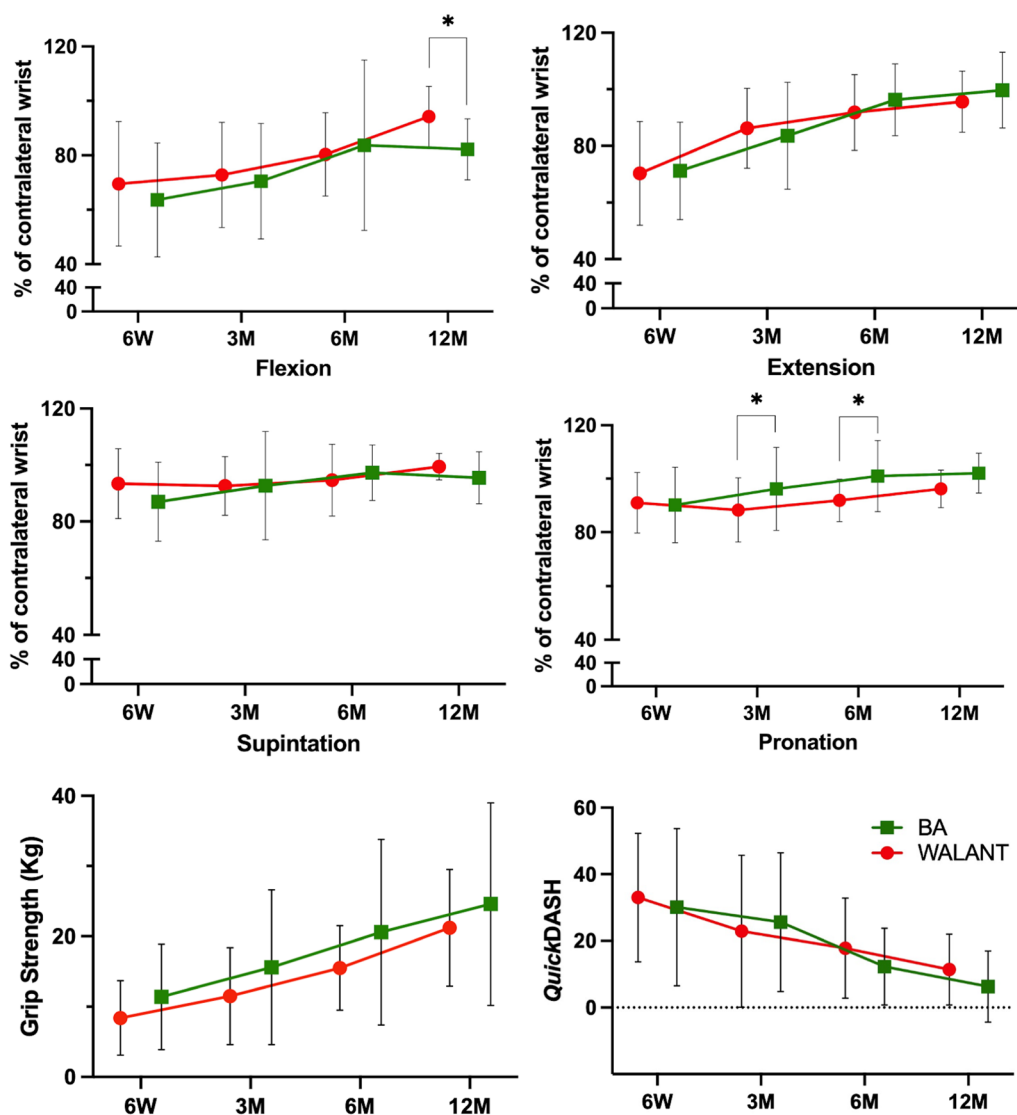 120
80
40
40
0
% of contralateral wrist
*
6W 3M 6M 12M
Flexion
120
80
40
40
0
% of contralateral wrist
6W 3M 6M 12M
Extension
120
80
40
40
0
% of contralateral wrist
6W 3M 6M 12M
Supintation
120
80
40
40
0
% of contralateral wrist
* *
6W 3M 6M 12M
Pronation
40
20
0
Grip Strength (Kg)
6W 3M 6M 12M
60
40
20
0
QuickDASH
BA
WALANT
6W 3M 6M 12M